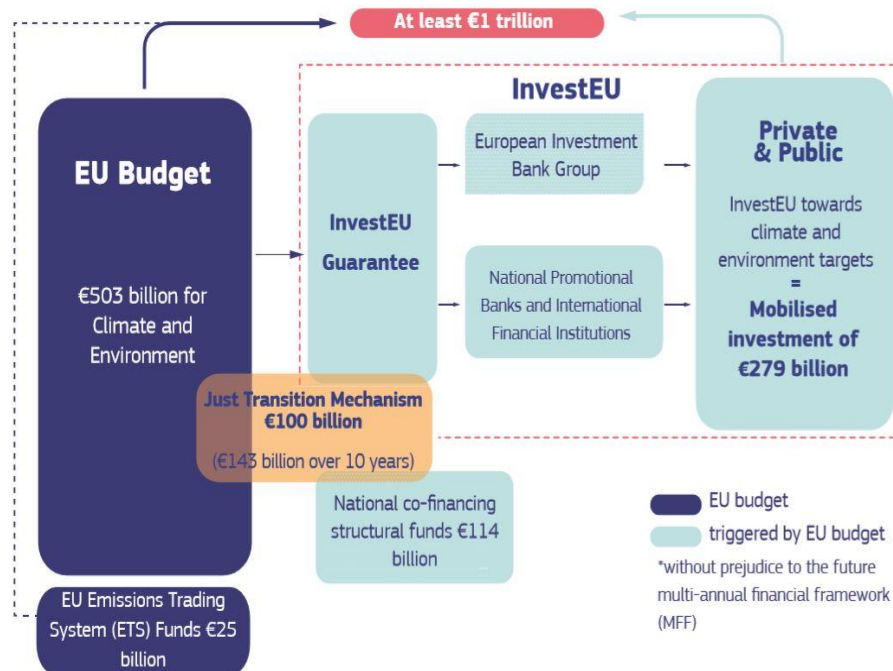 At least €1 trillion
EU Budget
€503 billion for
Climate and
Environment
InvestEU
InvestEU
Guarantee
European Investment
Bank Group
National Promotional
Banks and International
Financial Institutions
Private
& Public
InvestEU towards
climate and
environment targets
=
Mobilised
investment of
€279 billion
Just Transition Mechanism
€100 billion
(€143 billion over 10 years)
National co-financing
structural funds €114
billion
EU Emissions Trading
System (ETS) Funds €25
billion
EU budget
triggered by EU budget
*without prejudice to the future
multi-annual financial framework
(MFF)